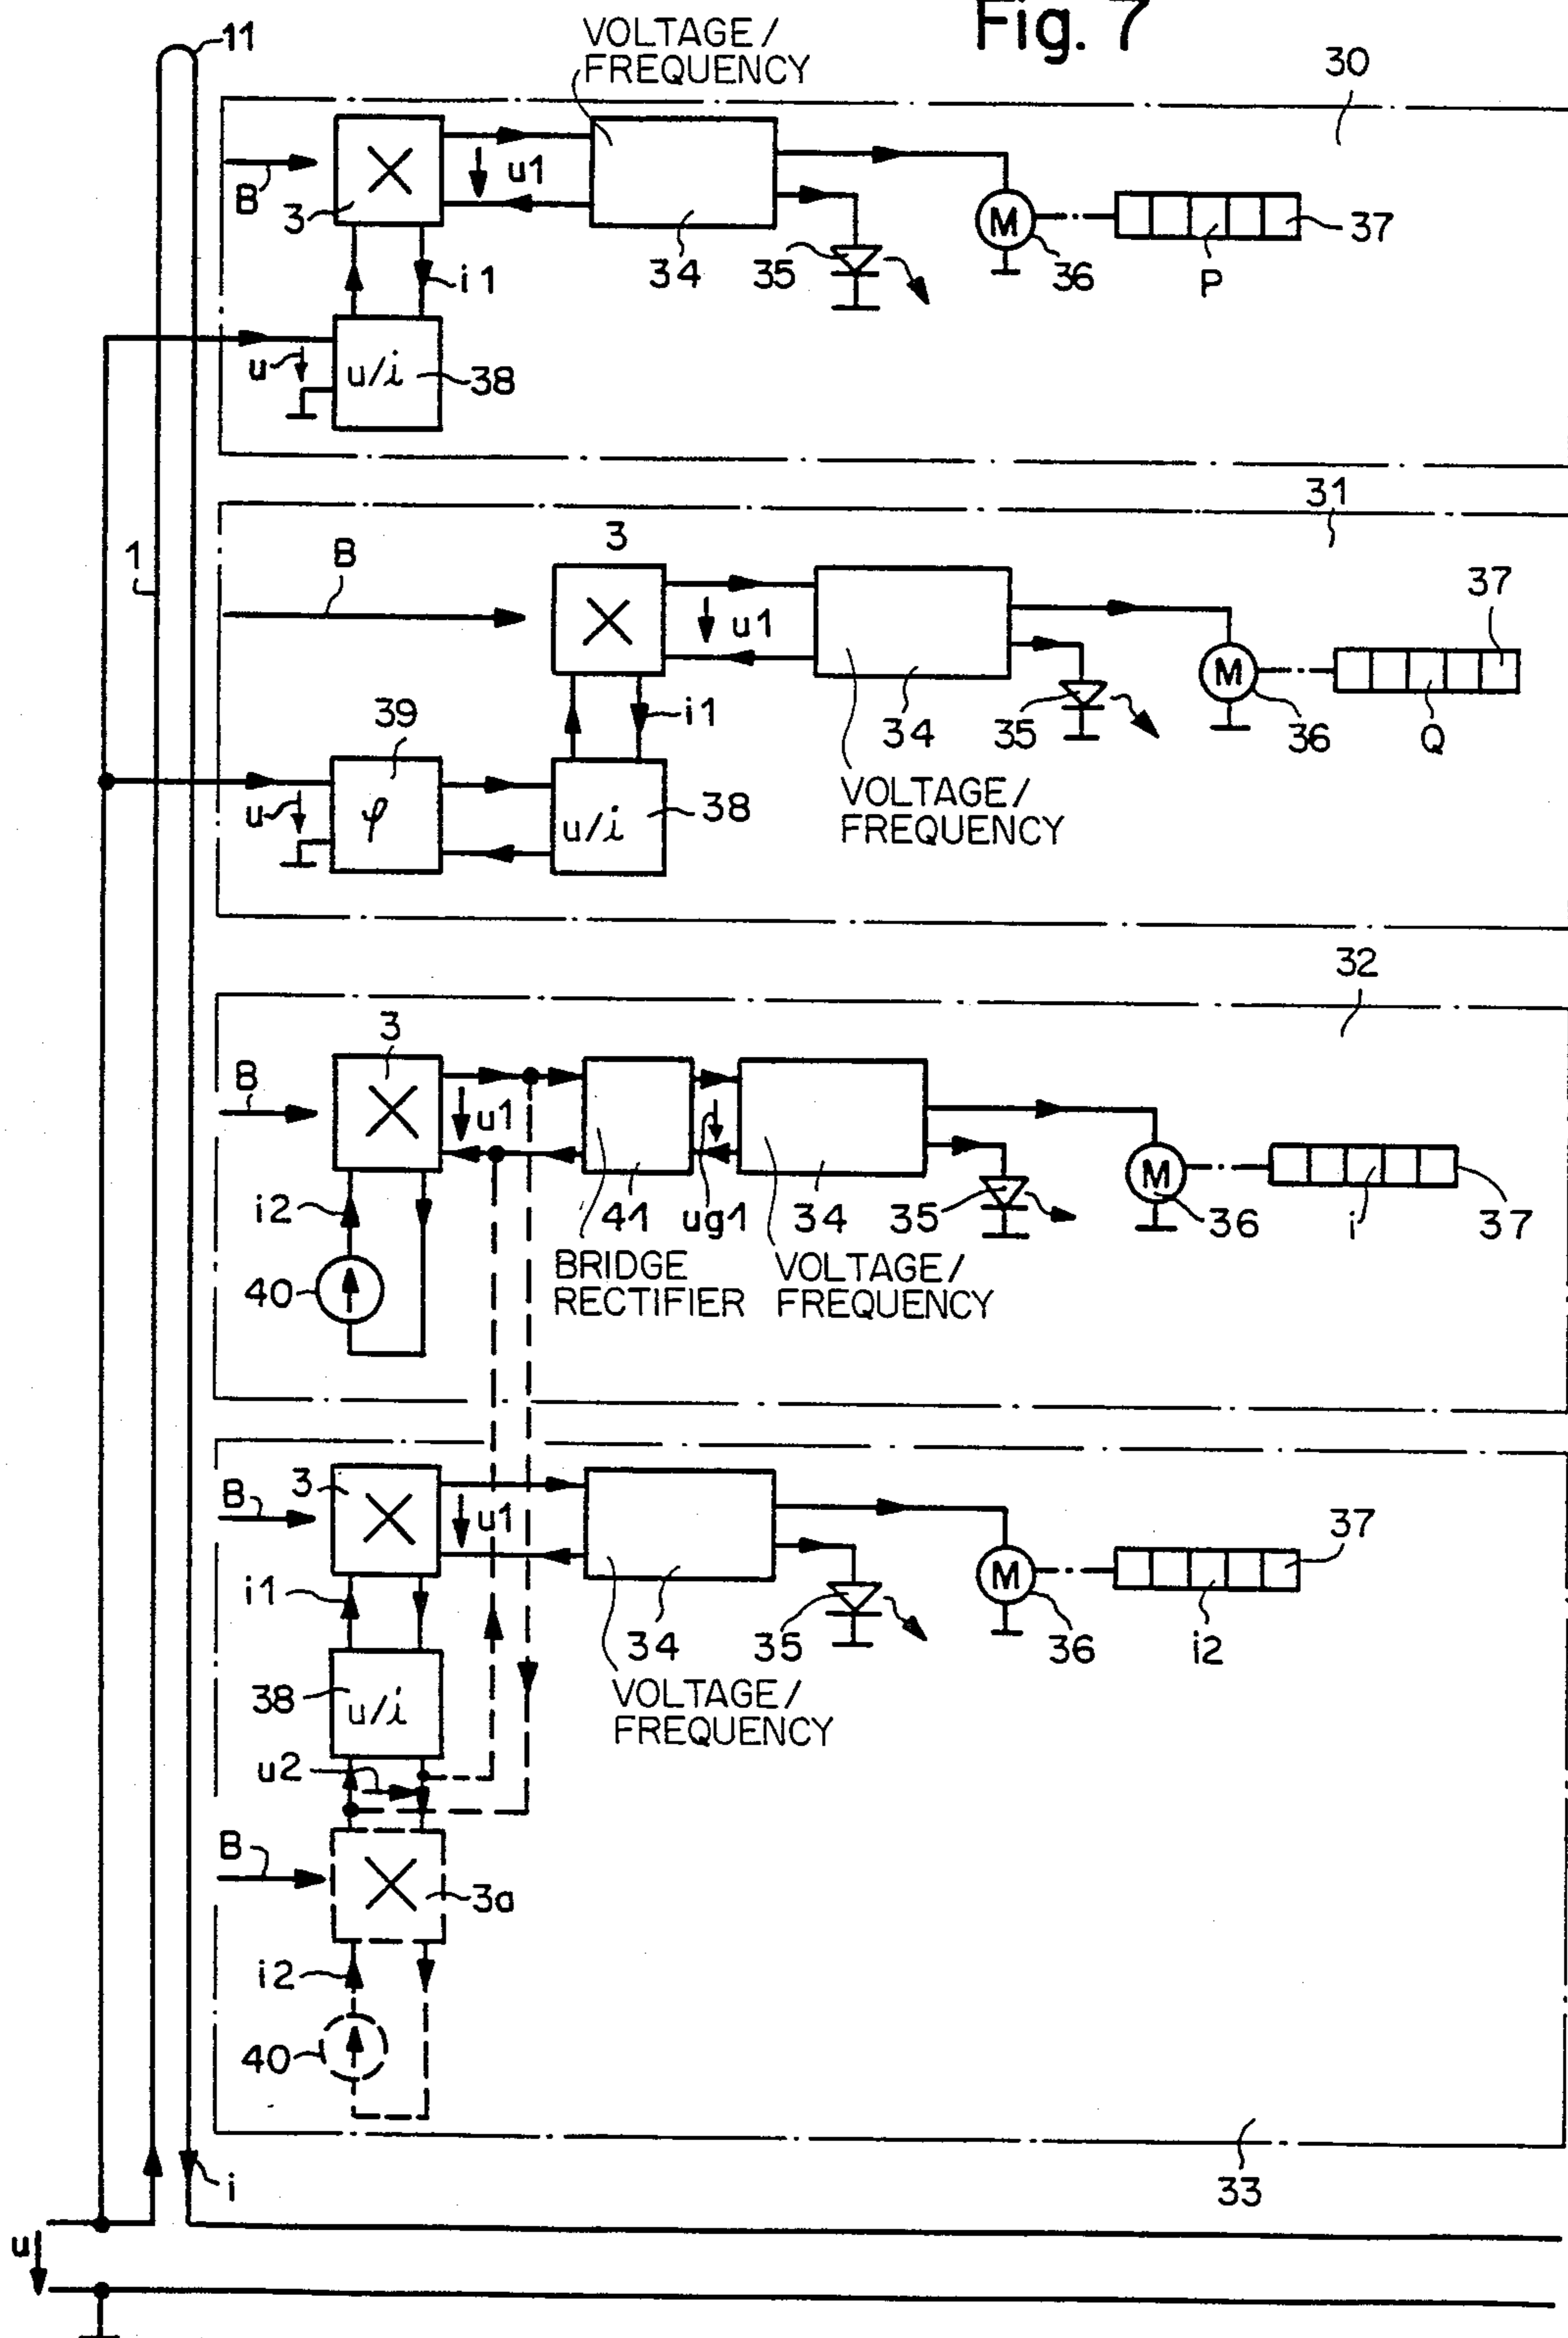 Fig. 7
11
VOLTAGE/
FREQUENCY
30
B
3
X
u1
i1
34
35
M
36
P
37
u
u/i
38
31
1
B
3
X
u1
37
M
39
i1
34
35
36
Q
u
φ
u/i
38
VOLTAGE/
FREQUENCY
32
3
B
X
u1
M
i2
41
ug1
34
35
36
i
37
40
BRIDGE
RECTIFIER
VOLTAGE/
FREQUENCY
3
B
X
u1
37
M
i1
34
35
36
i2
38
u/i
VOLTAGE/
FREQUENCY
u2
B
X
3a
i2
40
i
33
u